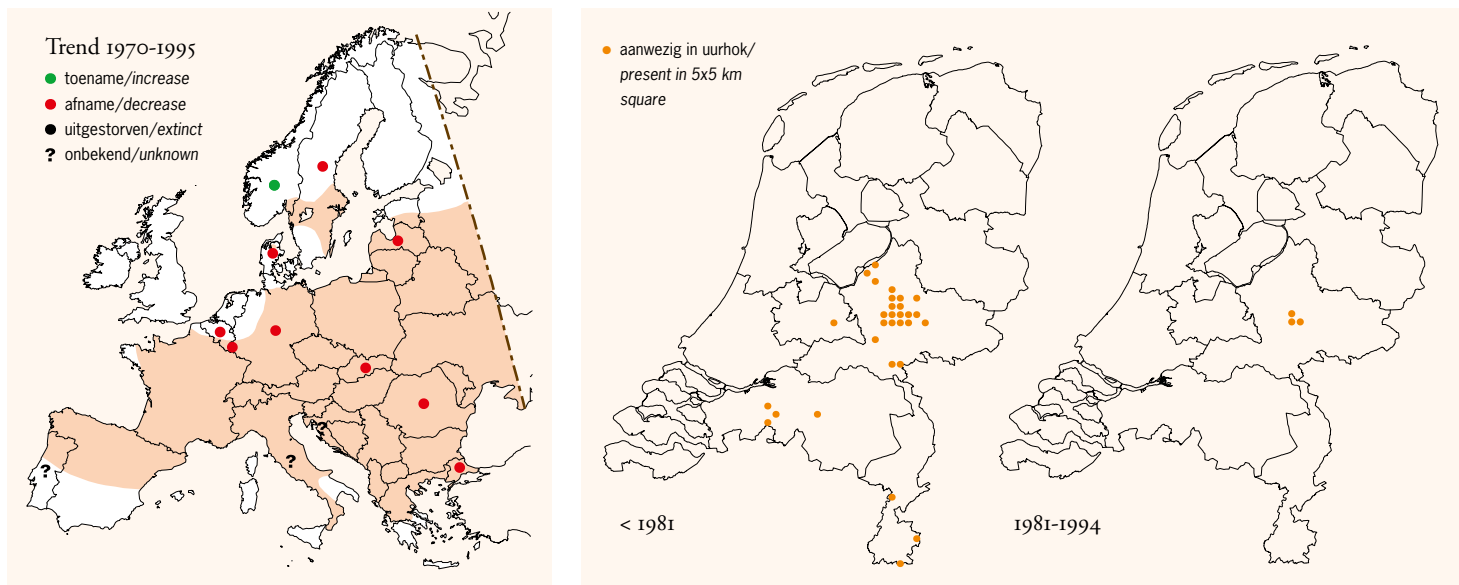 Trend 1970-1995
toename/increase
afname/decrease
uitgestorven/extinct
? onbekend/unknown
?
?
?
aanwezig in uurhok/
present in 5x5 km
square
< 1981
1981-1994